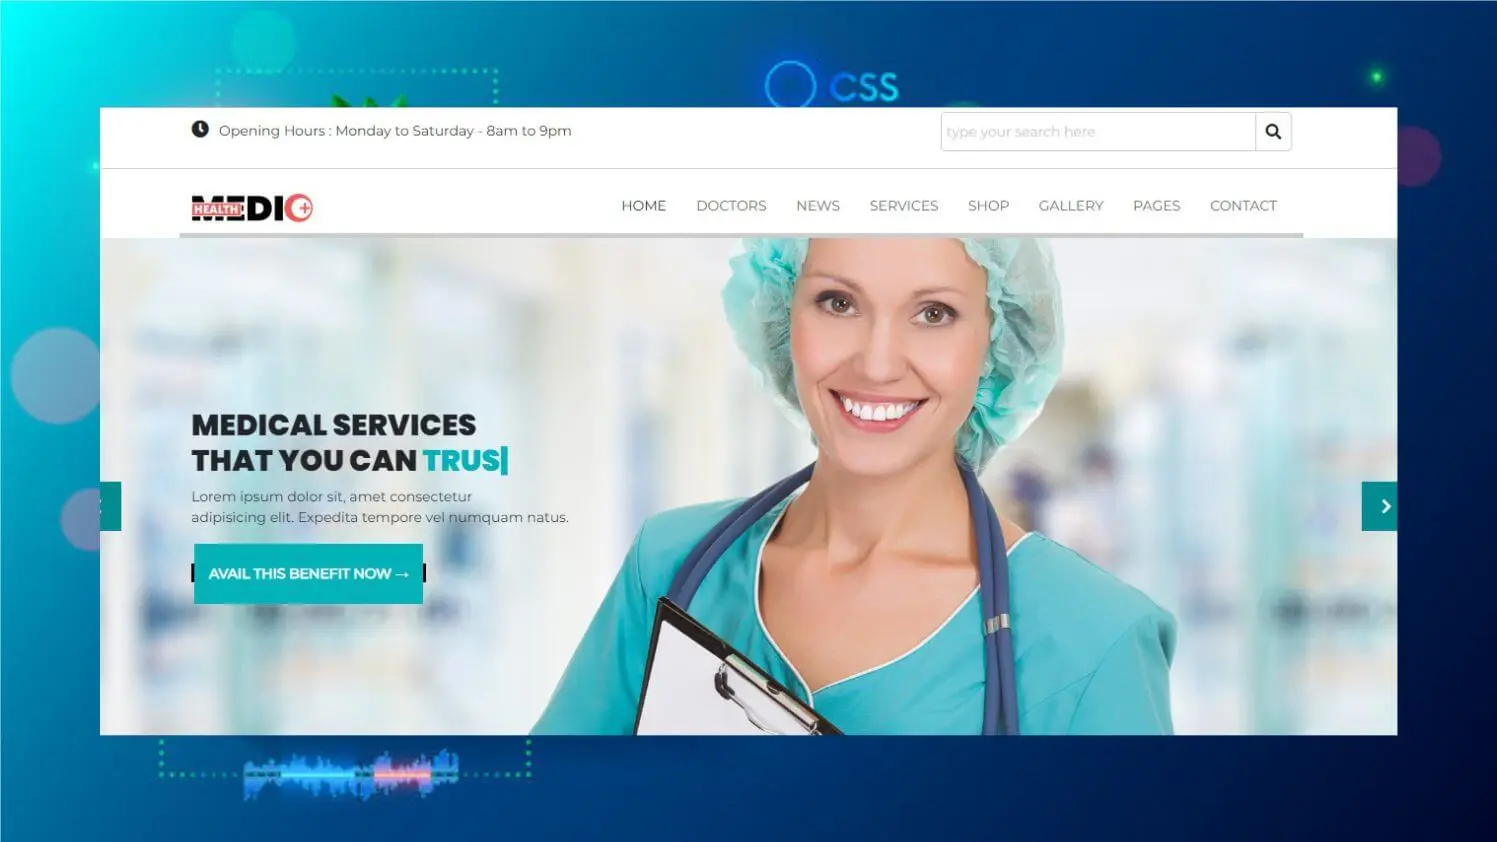 CSS
Opening Hours : Monday to Saturday - 8am to 9pm
type your search here
MEDIC
HEALTH
HOME DOCTORS NEWS SERVICES SHOP GALLERY PAGES CONTACT
MEDICAL SERVICES
THAT YOU CAN TRUS
Lorem ipsum dolor sit, amet consectetur
adipisicing elit. Expedita tempore vel numquam natus.
AVAIL THIS BENEFIT NOW →